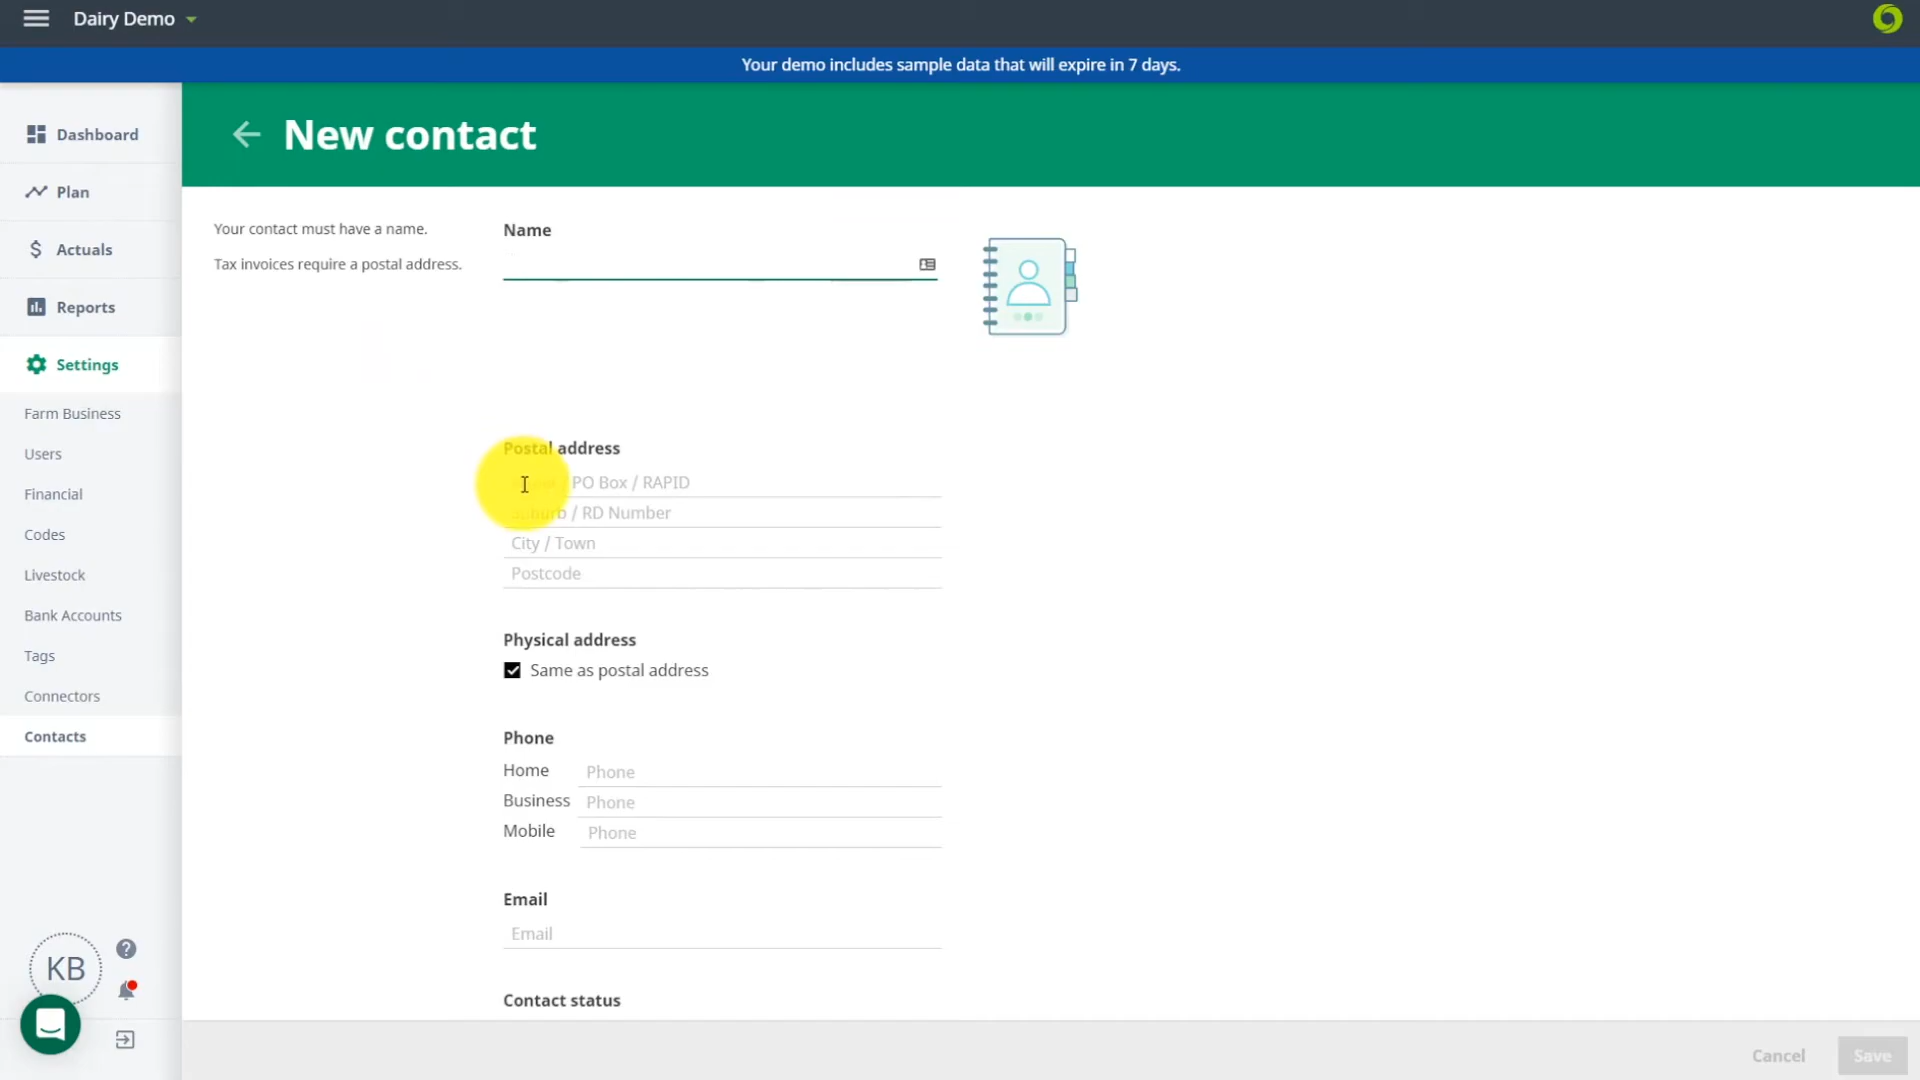 Dairy Demo
Your demo includes sample data that will expire in 7 days.
Dashboard
Plan
Actuals
Reports
Settings
Farm Business
Users
Financial
Codes
Livestock
Bank Accounts
Tags
Connectors
Contacts
KB
New contact
Your contact must have a name.
Tax invoices require a postal address.
Name
Postal address
/ PO Box / RAPID
/ RD Number
City / Town
Postcode
Physical address
Same as postal address
Phone
Home Phone
Business Phone
Mobile Phone
Email
Email
Contact status
Cancel Save